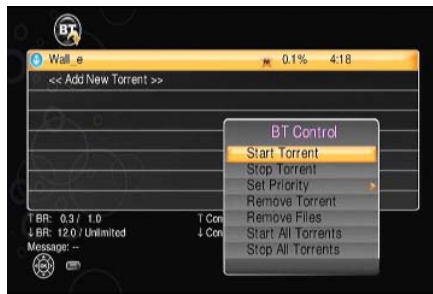 BT
Wall_e 0.1% 4:18
<< Add New Torrent >>
BT Control
Start Torrent
Stop Torrent
Set Priority
Remove Torrent
Remove Files
Start All Torrents
Stop All Torrents
↑ BR: 0.3 / 1.0 ↑ Con
↓ BR: 12.0 / Unlimited ↓ Con
Message: --